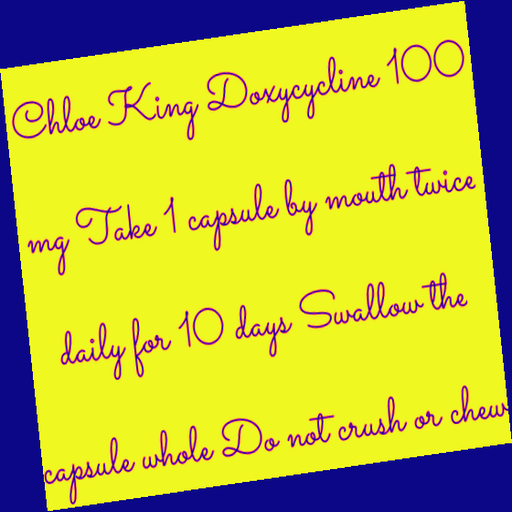 Chloe King Doxycycline 100
mg Take 1 capsule by mouth twice
daily for 10 days Swallow the
capsule whole Do not crush or chew